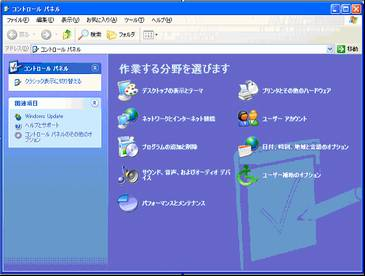 コントロール パネル
ファイル(F) 編集(E) 表示(V) お気に入り(A) ツール(T) ヘルプ(H)
戻る 検索 フォルダ
アドレス(D) コントロール パネル 移動
コントロール パネル
クラシック表示に切り替える
関連項目
Windows Update
ヘルプとサポート
コントロール パネルのその他のオプション
作業する分野を選びます
デスクトップの表示とテーマ
プリンタとその他のハードウェア
ネットワークとインターネット接続
ユーザー アカウント
プログラムの追加と削除
日付、時刻、地域と言語のオプション
サウンド、音声、およびオーディオ デバイス
ユーザー補助のオプション
パフォーマンスとメンテナンス